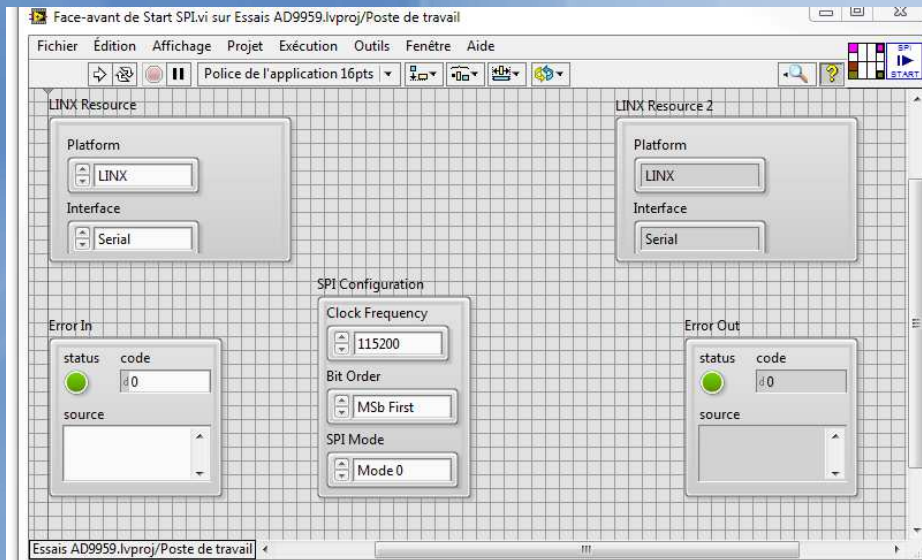 Face-avant de Start SPI.vi sur Essais AD9959.lvproj/Poste de travail
Fichier Édition Affichage Projet Exécution Outils Fenêtre Aide
Police de l'application 16pts
SPI
START
LINX Resource
Platform
LINX
Interface
Serial
LINX Resource 2
Platform
LINX
Interface
Serial
SPI Configuration
Clock Frequency
115200
Bit Order
MSb First
SPI Mode
Mode 0
Error In
status code
d 0
source
Error Out
status code
d 0
source
Essais AD9959.lvproj/Poste de travail